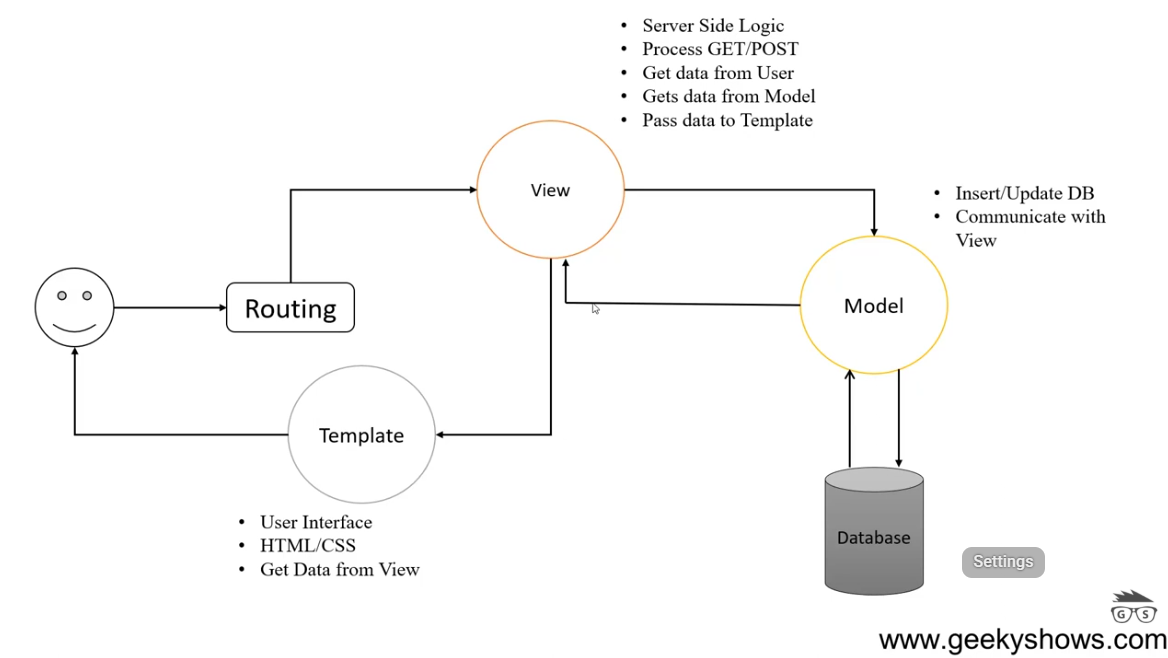 • Server Side Logic
• Process GET/POST
• Get data from User
• Gets data from Model
• Pass data to Template
View
• Insert/Update DB
• Communicate with
View
Routing
Model
Template
• User Interface
• HTML/CSS
• Get Data from View
Database
Settings
G S
www.geekyshows.com